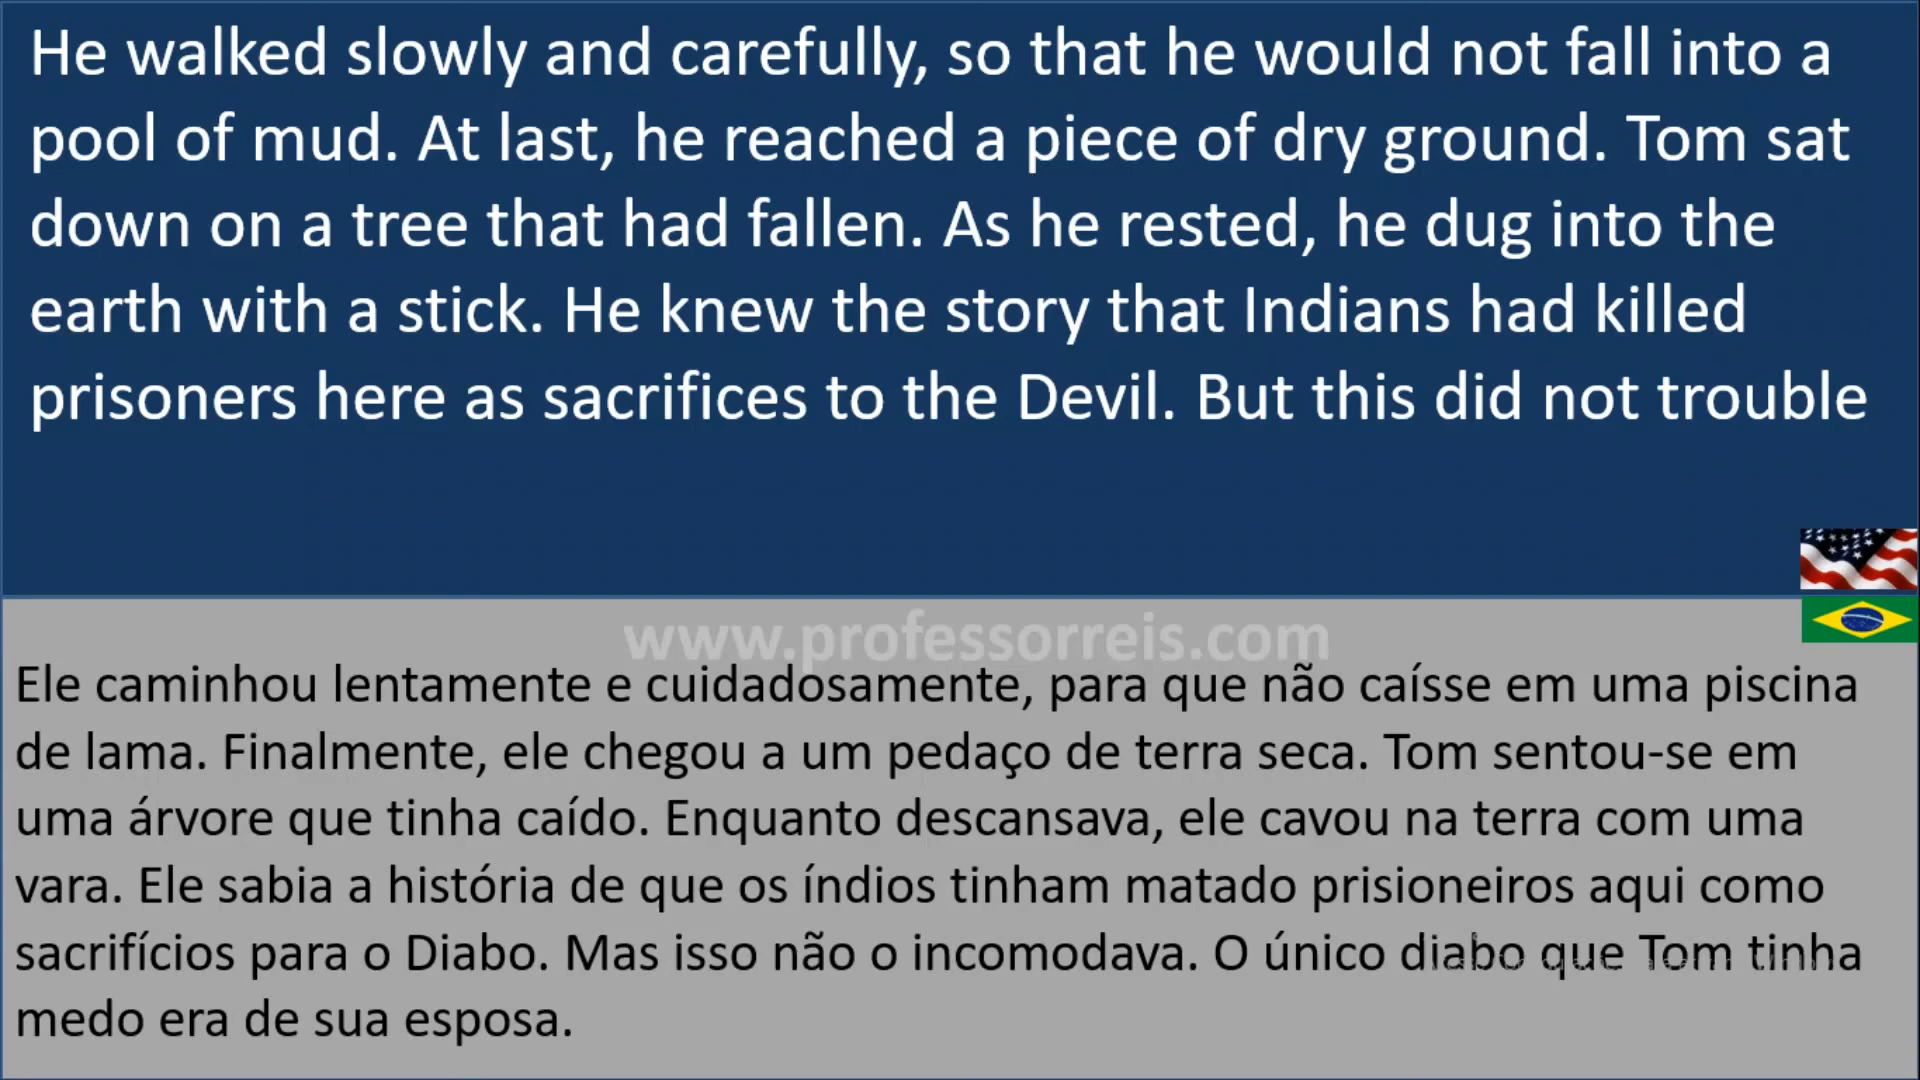 He walked slowly and carefully, so that he would not fall into a
pool of mud. At last, he reached a piece of dry ground. Tom sat
down on a tree that had fallen. As he rested, he dug into the
earth with a stick. He knew the story that Indians had killed
prisoners here as sacrifices to the Devil. But this did not trouble
www.professorreis.com
Ele caminhou lentamente e cuidadosamente, para que não caísse em uma piscina
de lama. Finalmente, ele chegou a um pedaço de terra seca. Tom sentou-se em
uma árvore que tinha caído. Enquanto descansava, ele cavou na terra com uma
vara. Ele sabia a história de que os índios tinham matado prisioneiros aqui como
sacrifícios para o Diabo. Mas isso não o incomodava. O único diabo que Tom tinha
medo era de sua esposa.